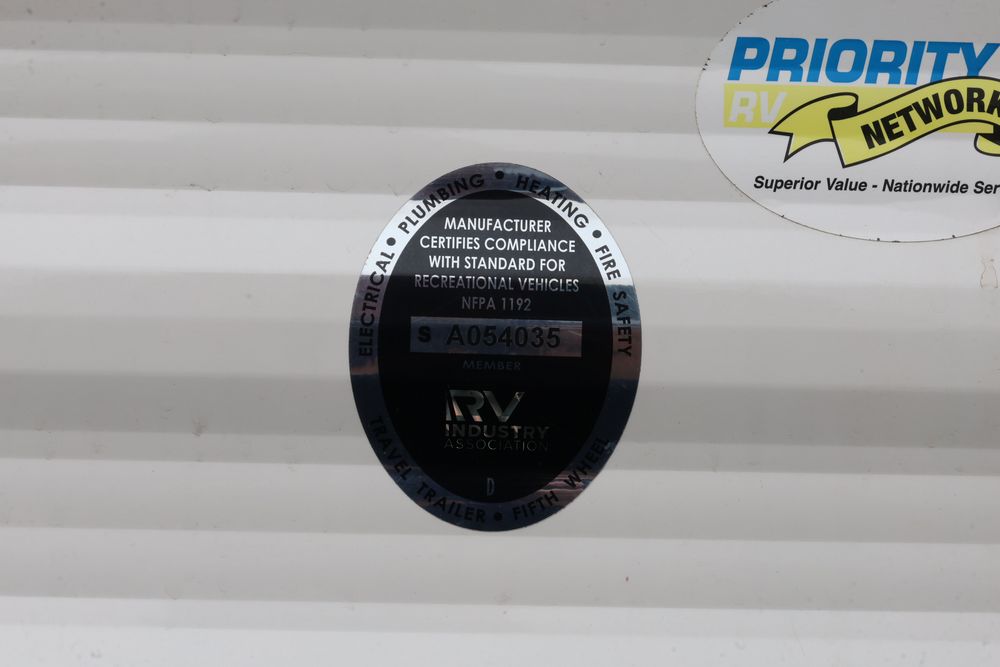 PRIORITY
RV
NETWORK
Superior Value - Nationwide Ser
ELECTRICAL • PLUMBING • HEATING • FIRE SAFETY
MANUFACTURER
CERTIFIES COMPLIANCE
WITH STANDARD FOR
RECREATIONAL VEHICLES
NFPA 1192
S A054035
MEMBER
RV
INDUSTRY
ASSOCIATION
D
TRAVEL TRAILER • FIFTH WHEEL